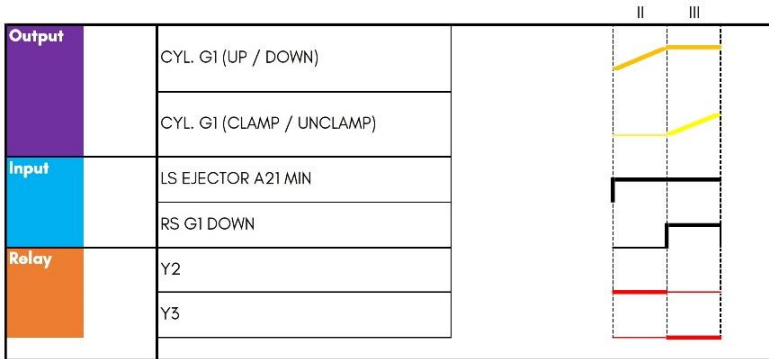 II III
Output
CYL. G1 (UP / DOWN)
CYL. G1 (CLAMP / UNCLAMP)
Input
LS EJECTOR A21 MIN
RS G1 DOWN
Relay
Y2
Y3